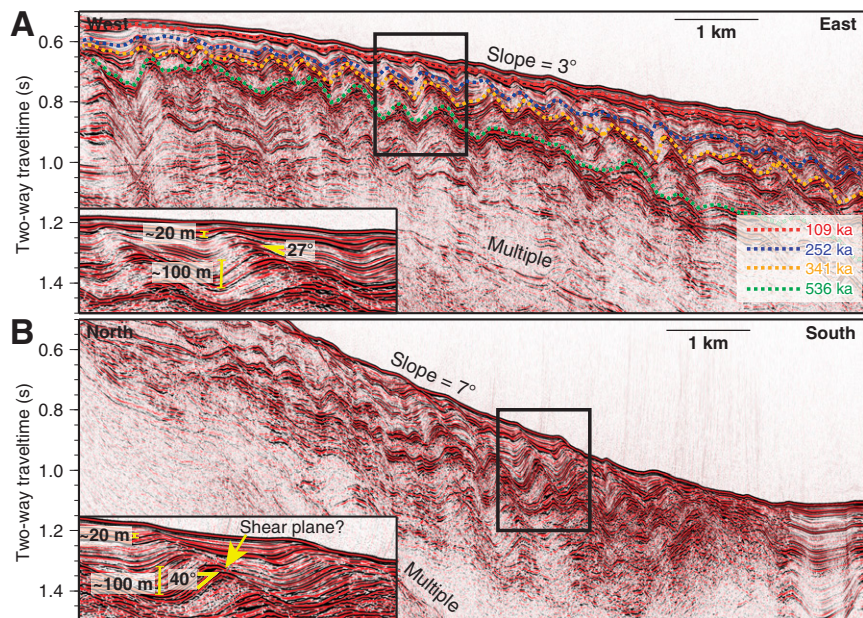 A
West
East
1 km
Slope = 3°
Two-way traveltime (s)
0.6
0.8
1.0
1.2
1.4
~20 m
27°
~100 m
Multiple
109 ka
252 ka
341 ka
536 ka
B
North
South
1 km
Slope = 7°
Two-way traveltime (s)
0.6
0.8
1.0
1.2
1.4
Shear plane?
~20 m
~100 m
40°
Multiple